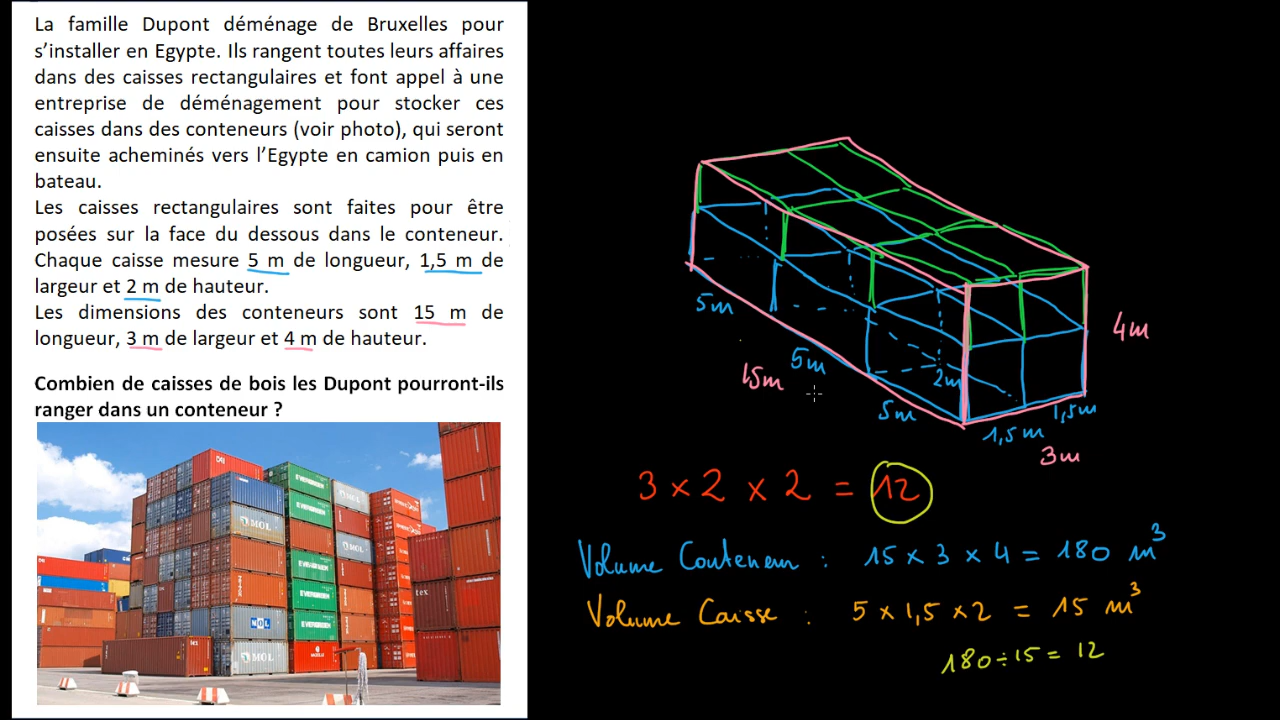 La famille Dupont déménage de Bruxelles pour
s'installer en Egypte. Ils rangent toutes leurs affaires
dans des caisses rectangulaires et font appel à une
entreprise de déménagement pour stocker ces
caisses dans des conteneurs (voir photo), qui seront
ensuite acheminés vers l'Egypte en camion puis en
bateau.
Les caisses rectangulaires sont faites pour être
posées sur la face du dessous dans le conteneur.
Chaque caisse mesure 5 m de longueur, 1,5 m de
largeur et 2 m de hauteur.
Les dimensions des conteneurs sont 15 m de
longueur, 3 m de largeur et 4 m de hauteur.
Combien de caisses de bois les Dupont pourront-ils
ranger dans un conteneur ?
EVERGREEN
MOL
MOL
MOL
5m
5m
15m
5m
2m
1,5m
1,5m
3m
4m
3 × 2 × 2 = 12
Volume Conteneur : 15 × 3 × 4 = 180 m³
Volume Caisse : 5 × 1,5 × 2 = 15 m³
180 ÷ 15 = 12